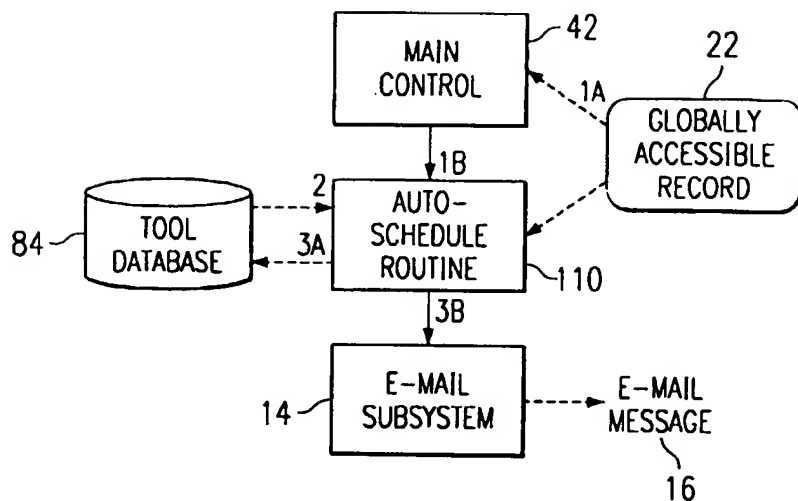 42
MAIN
CONTROL
22
1A
GLOBALLY
ACCESSIBLE
RECORD
1B
2
AUTO-
SCHEDULE
ROUTINE
TOOL
DATABASE
84
3A
110
3B
E-MAIL
SUBSYSTEM
14
E-MAIL
MESSAGE
16